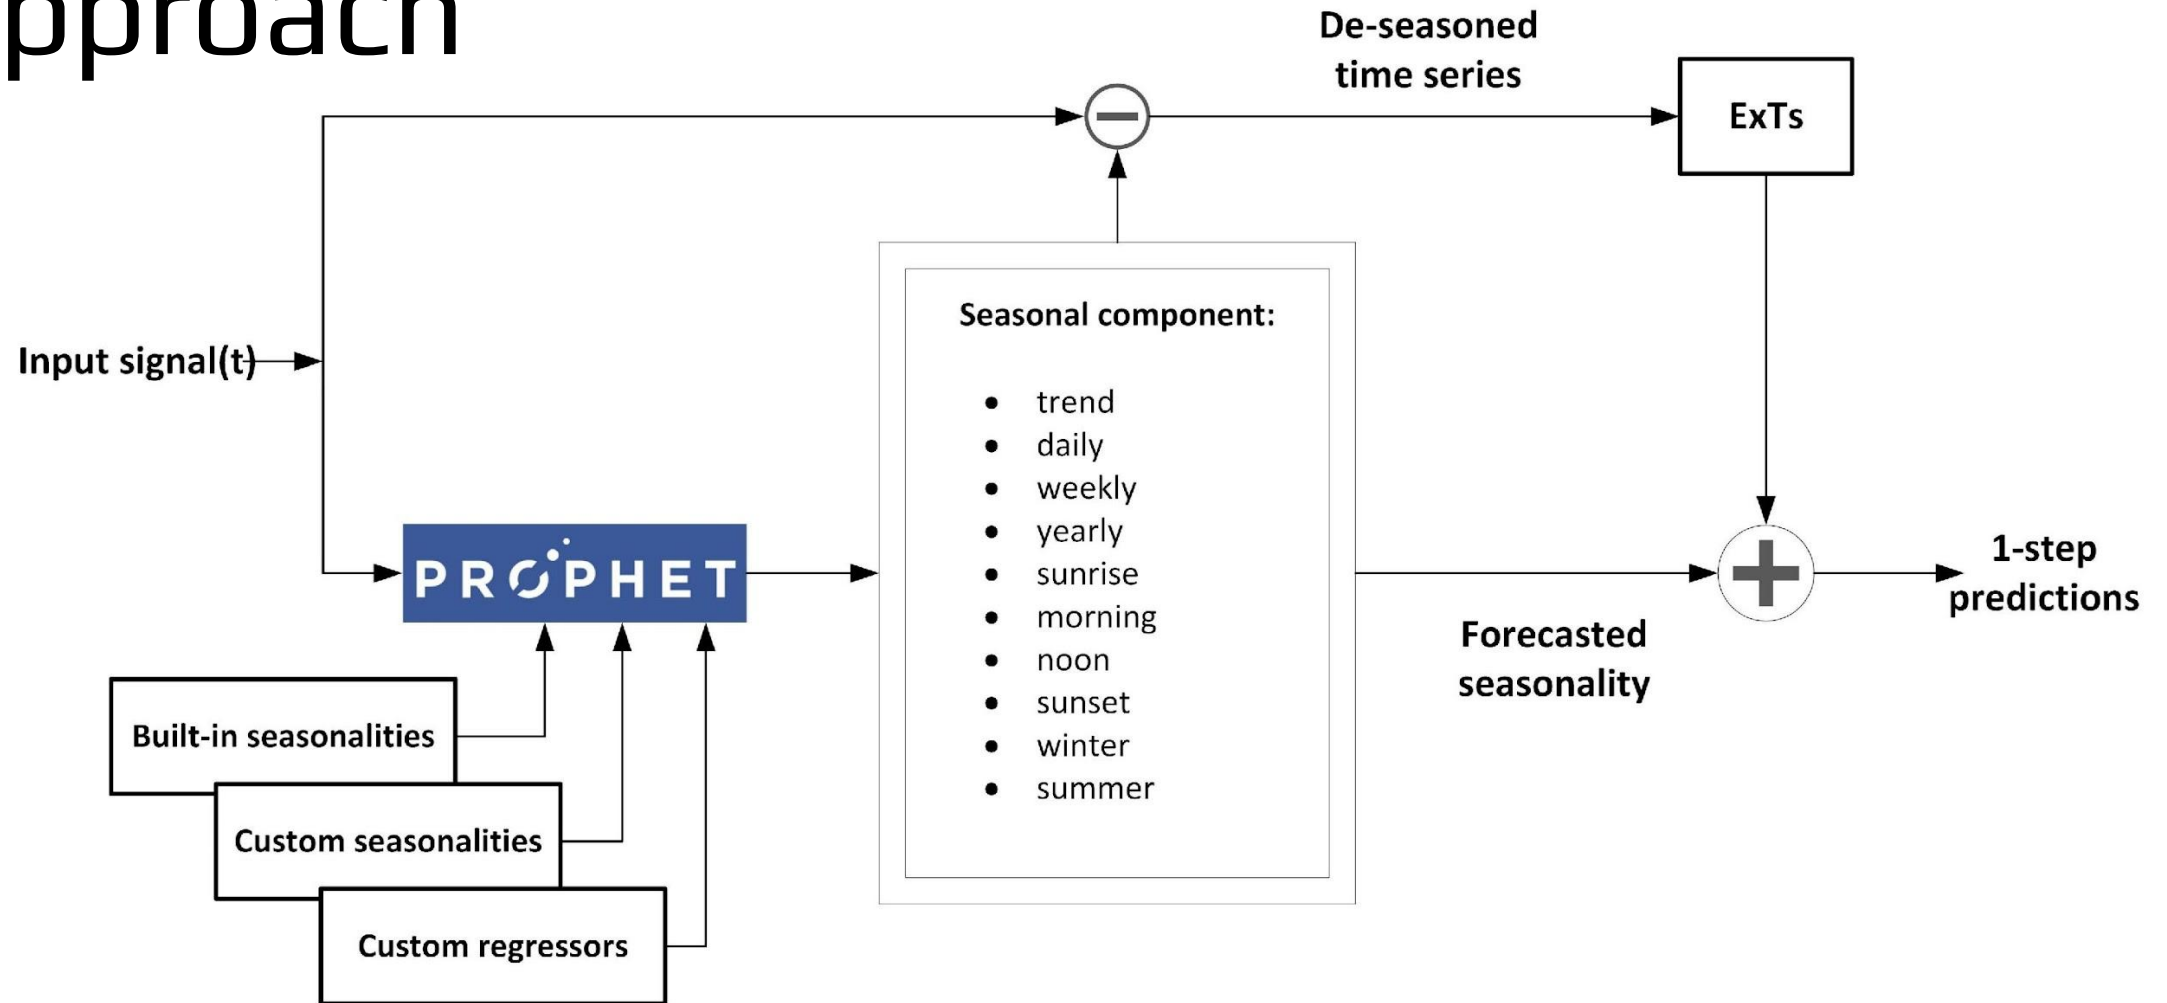 pproach
De-seasoned
time series
ExTs
Input signal(t)
Seasonal component:
• trend
• daily
• weekly
• yearly
• sunrise
• morning
• noon
• sunset
• winter
• summer
PROPHET
1-step
predictions
Forecasted
seasonality
Built-in seasonalities
Custom seasonalities
Custom regressors